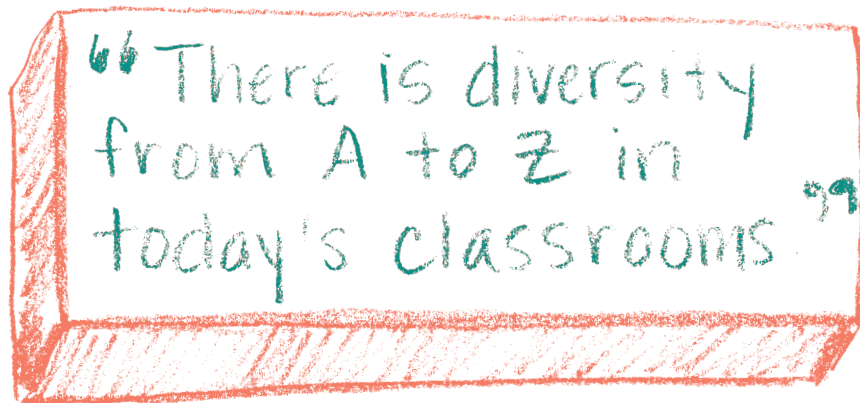 “There is diversity
from A to Z in
today's classrooms”